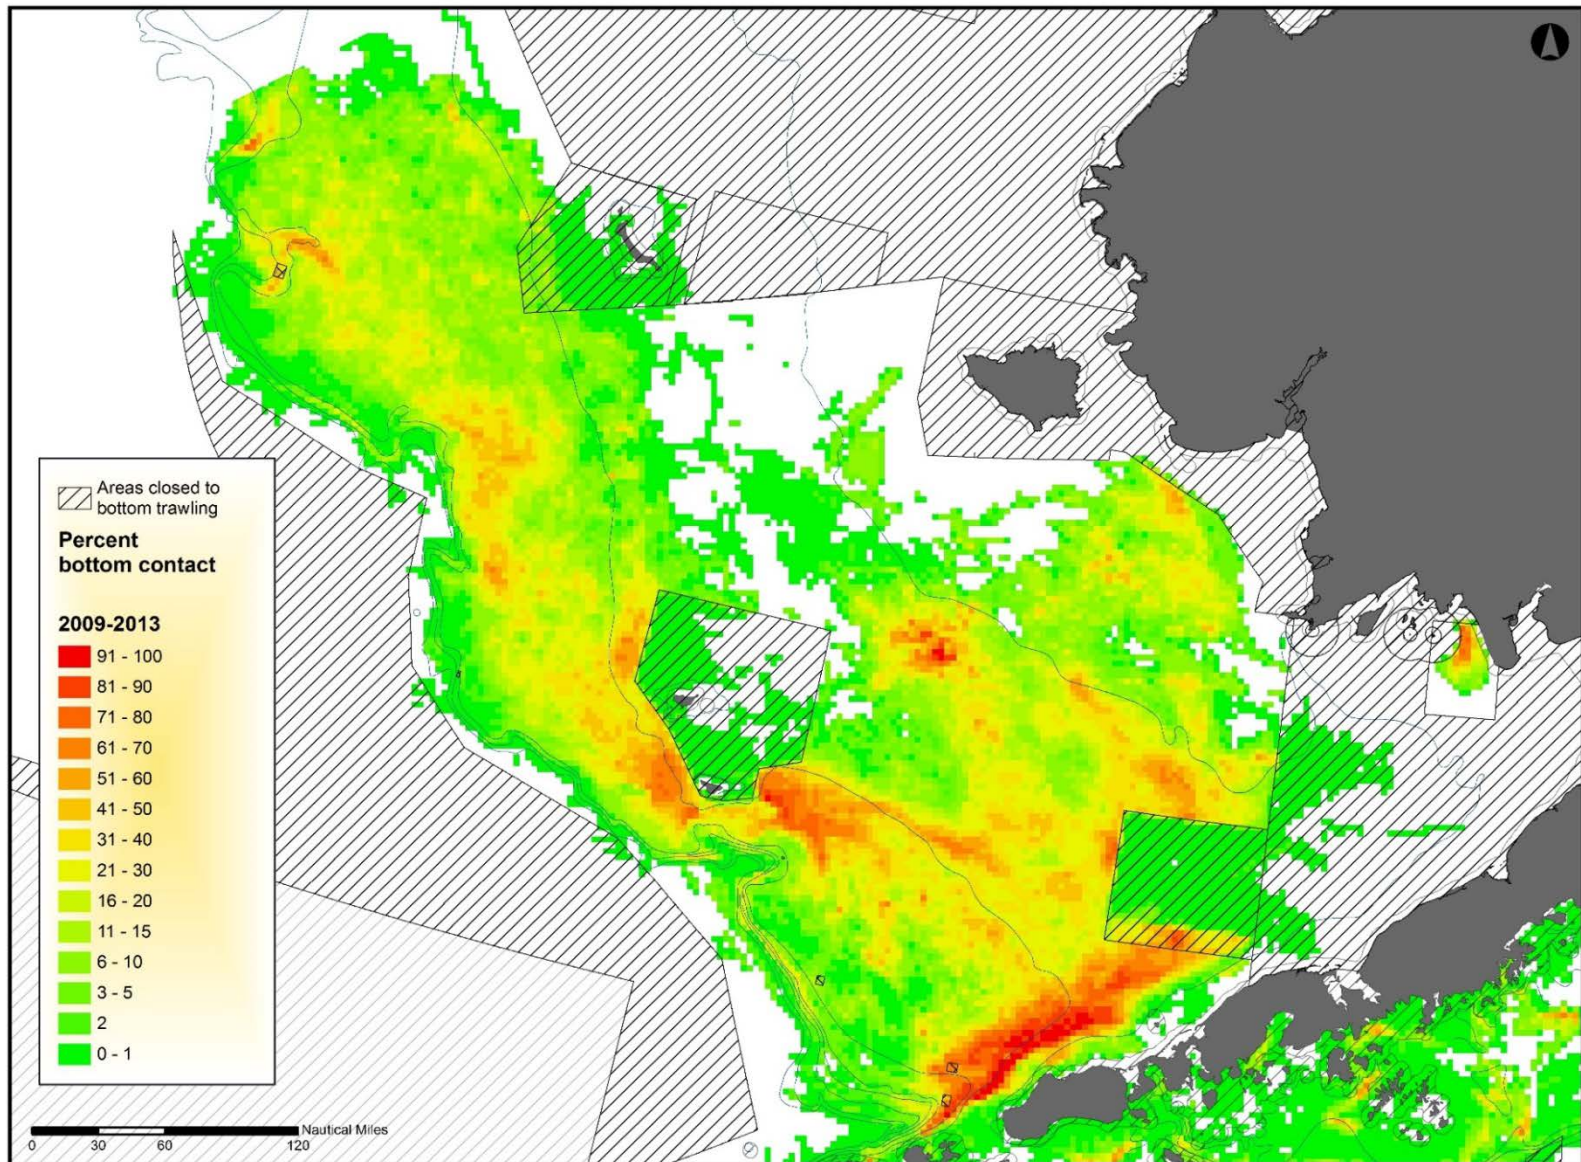 Areas closed to
bottom trawling
Percent
bottom contact
2009-2013
91 - 100
81 - 90
71 - 80
61 - 70
51 - 60
41 - 50
31 - 40
21 - 30
16 - 20
11 - 15
6 - 10
3 - 5
2
0 - 1
Nautical Miles
0 30 60 120